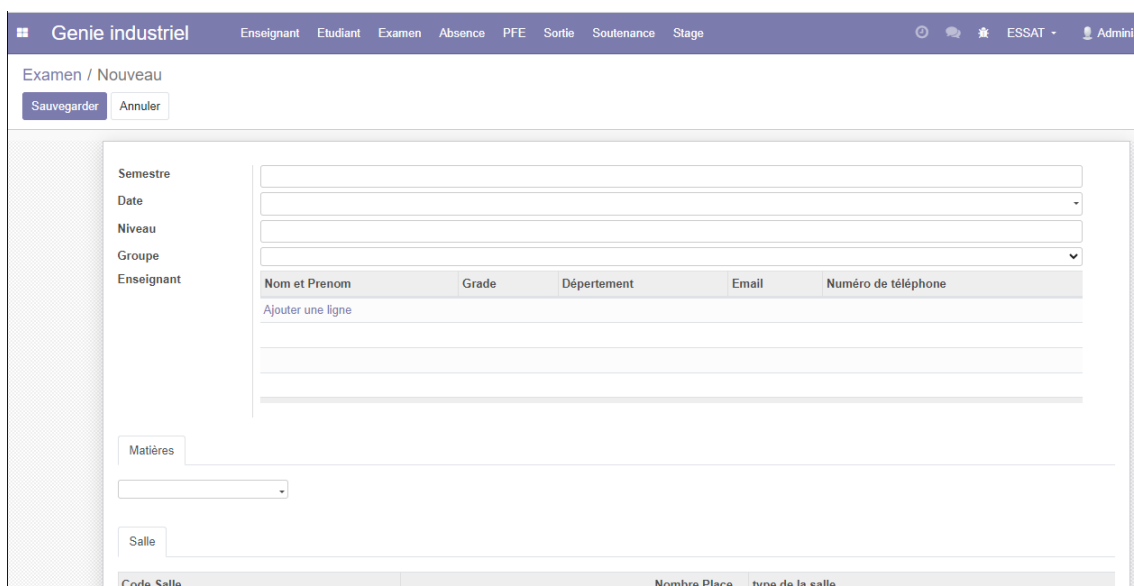 Genie industriel Enseignant Etudiant Examen Absence PFE Sortie Soutenance Stage ESSAT Admini
Examen / Nouveau
Sauvegarder Annuler
Semestre
Date
Niveau
Groupe
Enseignant
Nom et Prenom Grade Dépertement Email Numéro de téléphone
Ajouter une ligne
Matières
Salle
Code Salle Nombre Place type de la salle